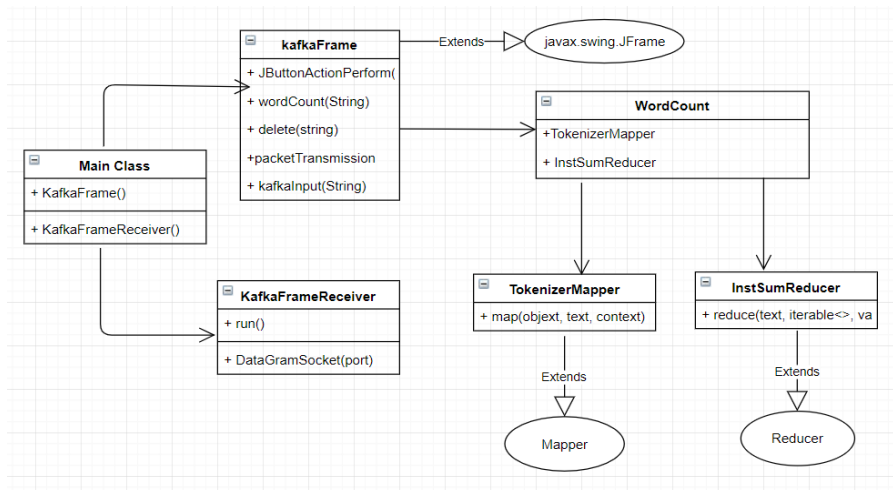 kafkaFrame
+ JButtonActionPerform(
+ wordCount(String)
+ delete(string)
+packetTransmission
+ kafkaInput(String)
Extends
javax.swing.JFrame
WordCount
+TokenizerMapper
+ InstSumReducer
Main Class
+ KafkaFrame()
+ KafkaFrameReceiver()
KafkaFrameReceiver
+ run()
+ DataGramSocket(port)
TokenizerMapper
+ map(objext, text, context)
Extends
Mapper
InstSumReducer
+ reduce(text, iterable<>, va
Extends
Reducer